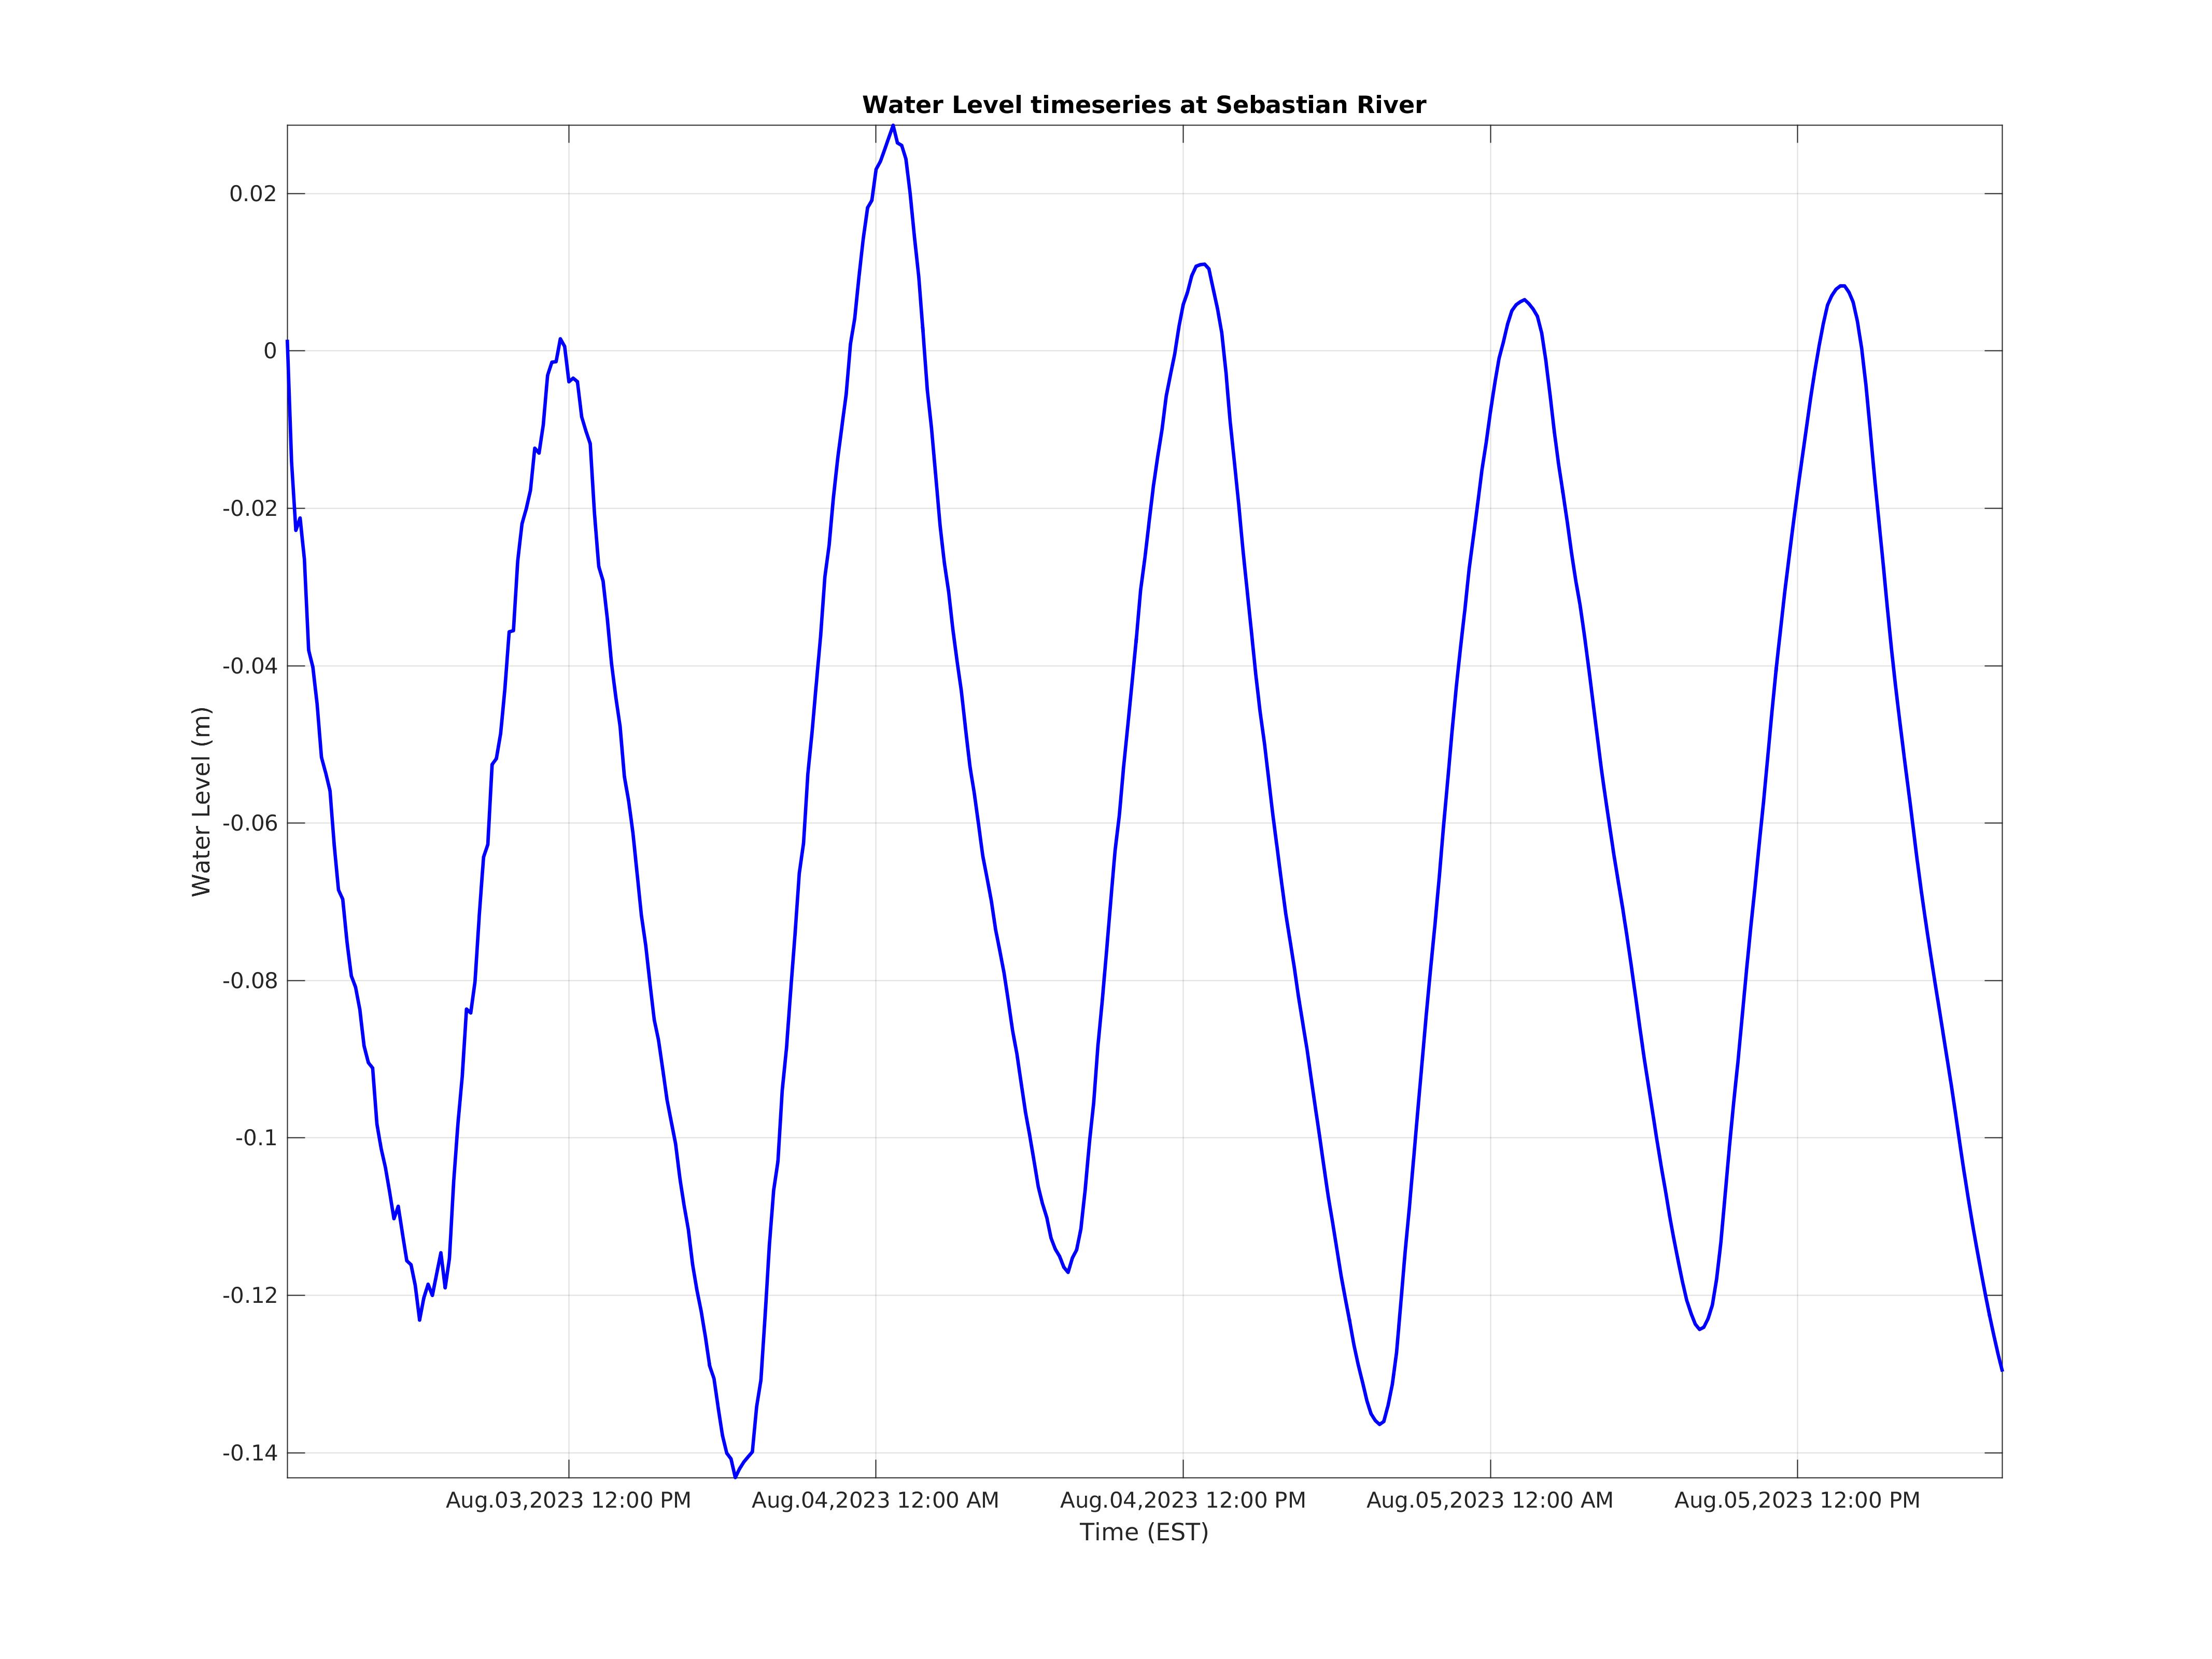 Water Level timeseries at Sebastian River
0.02
0
-0.02
-0.04
-0.06
-0.08
-0.1
-0.12
-0.14
Water Level (m)
Aug.03,2023 12:00 PM
Aug.04,2023 12:00 AM
Aug.04,2023 12:00 PM
Aug.05,2023 12:00 AM
Aug.05,2023 12:00 PM
Time (EST)